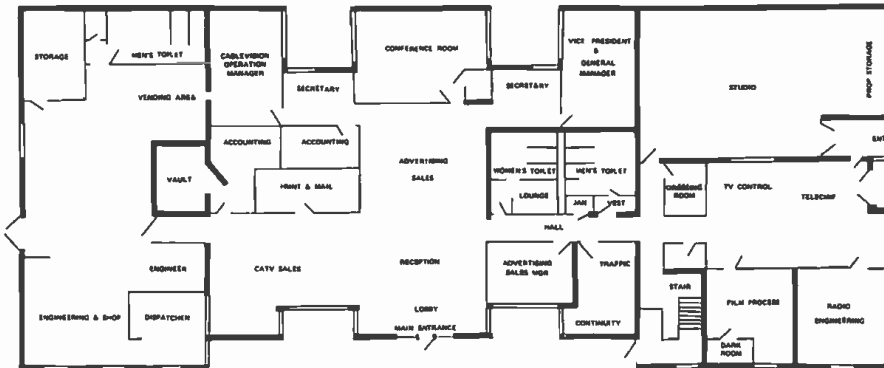 STORAGE
MEN'S TOILET
VENDING AREA
CABLEVISION
OPERATION
MANAGER
SECRETARY
CONFERENCE ROOM
SECRETARY
VICE PRESIDENT
&
GENERAL
MANAGER
STUDIO
PROP STORAGE
ACCOUNTING
ACCOUNTING
VAULT
PRINT & MAIL
ADVERTISING
SALES
WOMEN'S TOILET
MEN'S TOILET
LOUNGE
JAN
VEST
HALL
ROOM
TV CONTROL
ENGINEER
CATV SALES
RECEPTION
ADVERTISING
SALES MGR
TRAFFIC
STAIR
ENGINEERING & SHOP
DISPATCHER
LOBBY
MAIN ENTRANCE
CONTINUITY
FILM PROCESS
DARK
ROOM
RADIO
ENGINEERING